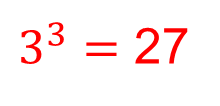 3³ = 27